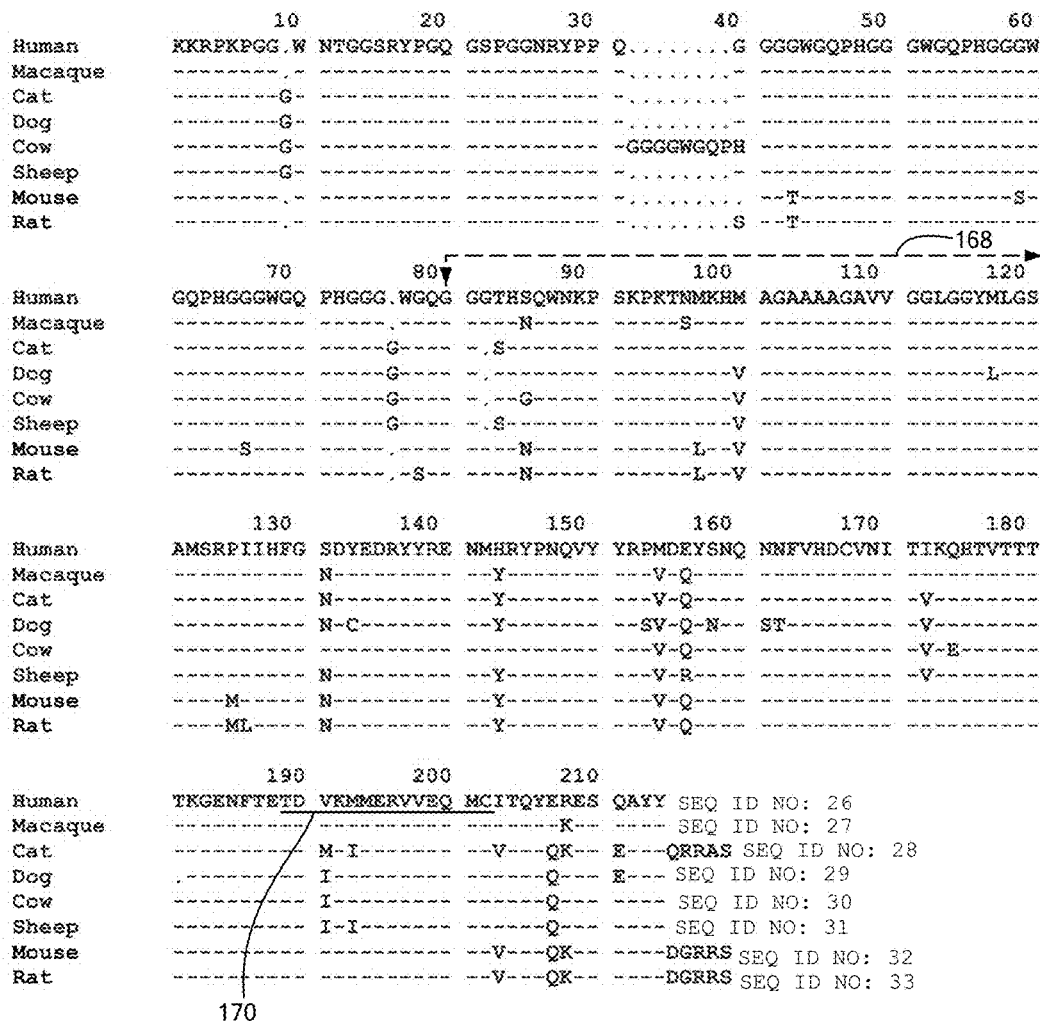 10 20 30 40 50 60
Human KKRPKPGG.W NTGGSRYPGQ GSPGGNRYPP Q........G GGGWGQPHGG GWGQPHGGGW
Macaque --------.- ---------- ---------- -........- ---------- ----------
Cat --------G- ---------- ---------- -........- ---------- ----------
Dog --------G- ---------- ---------- -........- ---------- ----------
Cow --------G- ---------- ---------- -GGGGWGQPH ---------- ----------
Sheep --------G- ---------- ---------- -........- ---------- ----------
Mouse --------.- ---------- ---------- -........- --T------- --------S-
Rat --------.- ---------- ---------- -........S --T------- ----------
168
70 80 90 100 110 120
Human GQPHGGGWGQ PHGGG.WGQG GGTHSQWNKP SKPKTNMKHM AGAAAAGAVV GGLGGYMLGS
Macaque ---------- -----.---- ----N----- -----S---- ---------- ----------
Cat ---------- -----G---- -.S------- ---------- ---------- ----------
Dog ---------- -----G---- -.-------- ---------V ---------- ------L---
Cow ---------- -----G---- -.--G----- ---------V ---------- ----------
Sheep ---------- -----G---- -.S------- ---------V ---------- ----------
Mouse -----S---- -----.---- ----N----- ------L--V ---------- ----------
Rat ---------- -----.-S-- ----N----- ------L--V ---------- ----------
130 140 150 160 170 180
Human AMSRPIIHFG SDYEDRYYRE NMHRYPNQVY YRPMDEYSNQ NNFVHDCVNI TIKQHTVTTT
Macaque ---------- N--------- --Y------- ---V-Q---- ---------- ----------
Cat ---------- N--------- --Y------- ---V-Q---- ---------- -V--------
Dog ---------- N-C------- --Y------- --SV-Q-N-- ST-------- -V--------
Cow ---------- ---------- ---------- ---V-Q---- ---------- -V-E------
Sheep ---------- N--------- --Y------- ---V-R---- ---------- -V--------
Mouse ----M----- N--------- --Y------- ---V-Q---- ---------- ----------
Rat ----ML---- N--------- --Y------- ---V-Q---- ---------- ----------
190 200 210
Human TKGENFTETD VKMMERVVEQ MCITQYERES QAYY SEQ ID NO: 26
Macaque ---------- ---------- -------K-- ---- SEQ ID NO: 27
Cat ---------- M-I------- --V---QK-- E---QRRAS SEQ ID NO: 28
Dog .--------- I--------- ------Q--- E--- SEQ ID NO: 29
Cow ---------- I--------- ------Q--- ---- SEQ ID NO: 30
Sheep ---------- I-I------- ------Q--- ---- SEQ ID NO: 31
Mouse ---------- ---------- --V---QK-- ---DGRRS SEQ ID NO: 32
Rat ---------- ---------- --V---QK-- ---DGRRS SEQ ID NO: 33
170